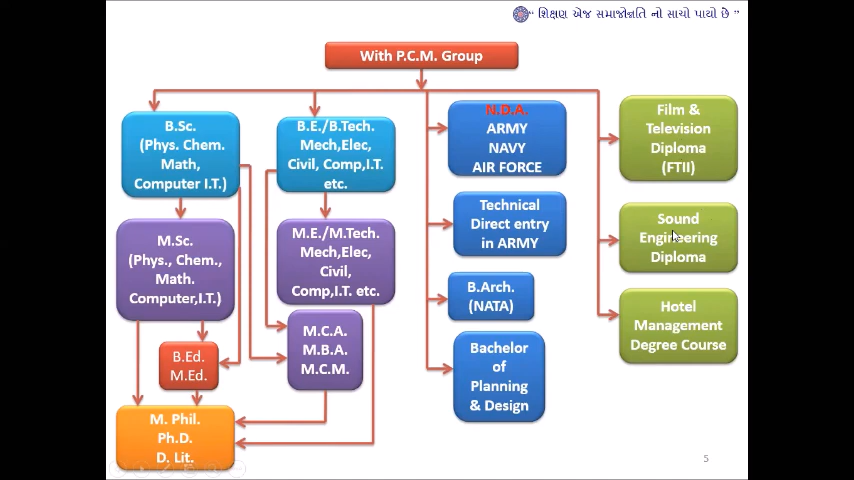 “ શિક્ષણ એજ સમાજોન્નતિ નો સાચો પાયો છે ”
With P.C.M. Group
B.Sc.
(Phys. Chem.
Math,
Computer I.T.)
B.E./B.Tech.
Mech,Elec,
Civil, Comp,I.T.
etc.
N.D.A.
ARMY
NAVY
AIR FORCE
Film &
Television
Diploma
(FTII)
M.Sc.
(Phys., Chem.,
Math.
Computer,I.T.)
M.E./M.Tech.
Mech,Elec,
Civil,
Comp,I.T. etc.
Technical
Direct entry
in ARMY
Sound
Engineering
Diploma
B.Arch.
(NATA)
Hotel
Management
Degree Course
B.Ed.
M.Ed.
M.C.A.
M.B.A.
M.C.M.
Bachelor
of
Planning
& Design
M. Phil.
Ph.D.
D. Lit.
5